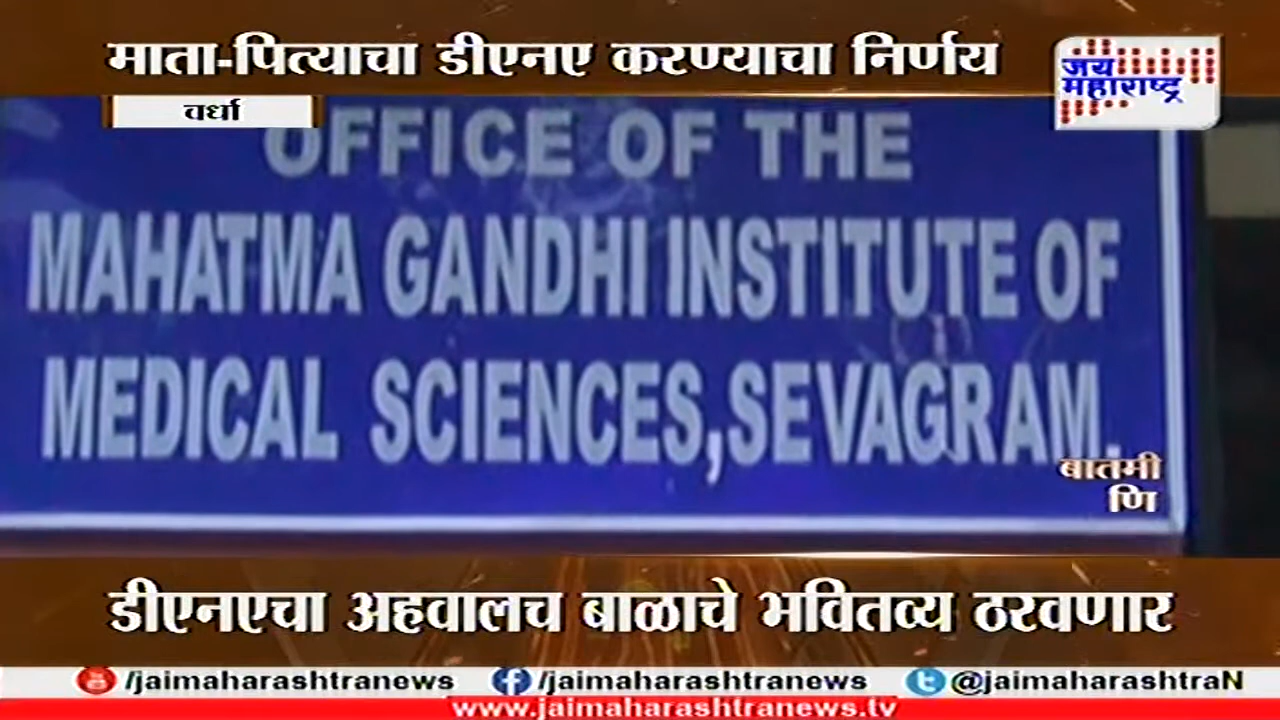 माता-पित्याचा डीएनए करण्याचा निर्णय
जय
महाराष्ट्र
वर्धा
OFFICE OF THE
MAHATMA GANDHI INSTITUTE OF
MEDICAL SCIENCES,SEVAGRAM.
बातमी
णि
डीएनएचा अहवालच बाळाचे भवितव्य ठरवणार
/jaimaharashtranews /jaimaharashtranews @jaimaharashtraN
www.jaimaharashtranews.tv